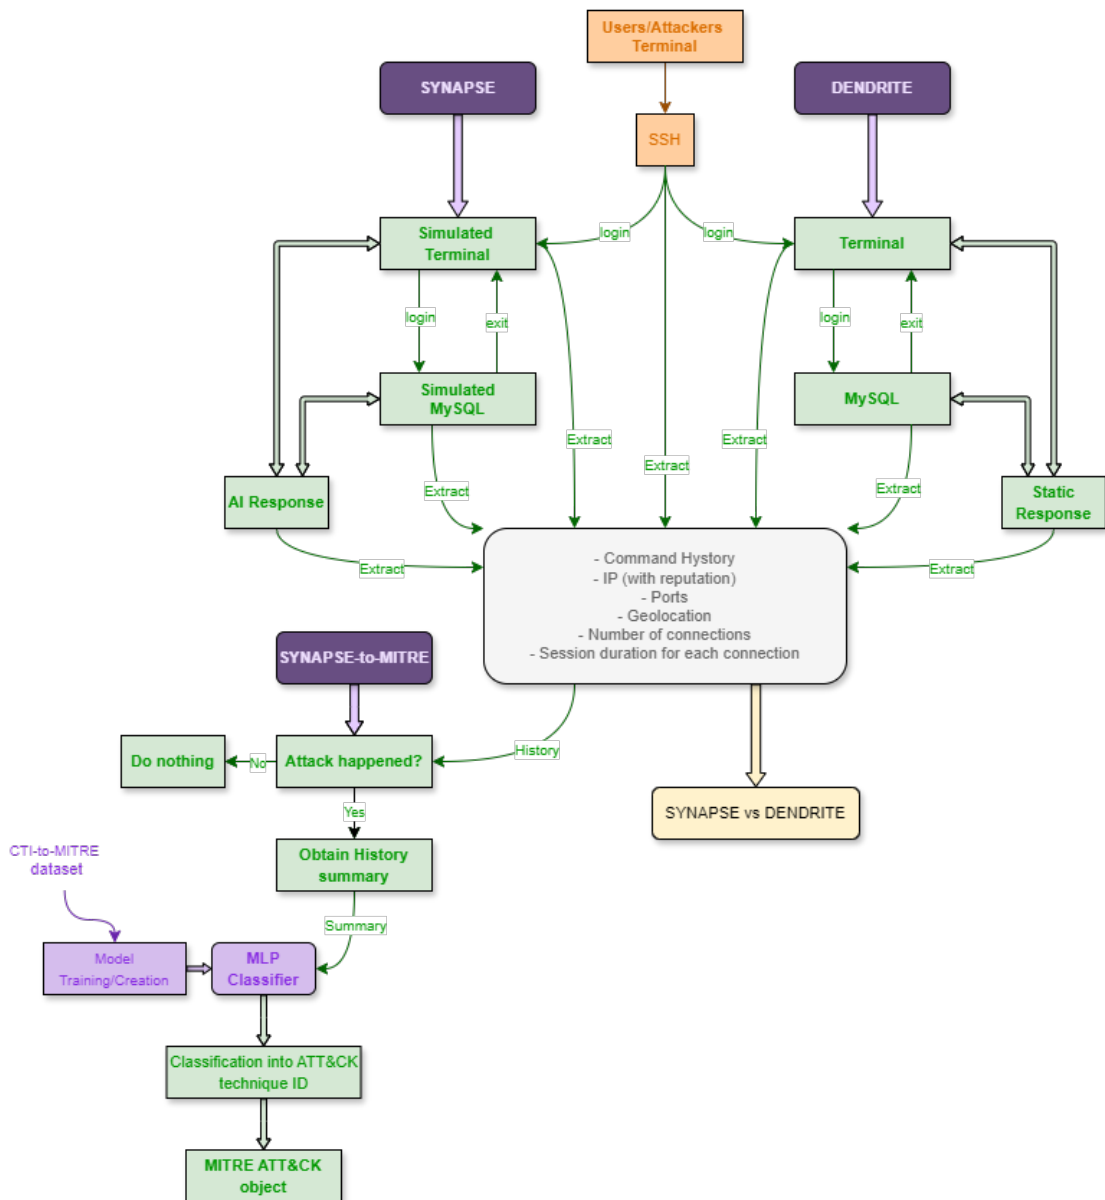 Users/Attackers
Terminal
SYNAPSE
DENDRITE
SSH
login
login
Simulated
Terminal
Terminal
login
exit
login
exit
Simulated
MySQL
MySQL
Extract
Extract
Extract
Extract
Extract
AI Response
Static
Response
Extract
Extract
- Command Hystory
- IP (with reputation)
- Ports
- Geolocation
- Number of connections
- Session duration for each connection
SYNAPSE-to-MITRE
History
Do nothing
No
Attack happened?
Yes
SYNAPSE vs DENDRITE
Obtain History
summary
CTI-to-MITRE
dataset
Summary
Model
Training/Creation
MLP
Classifier
Classification into ATT&CK
technique ID
MITRE ATT&CK
object